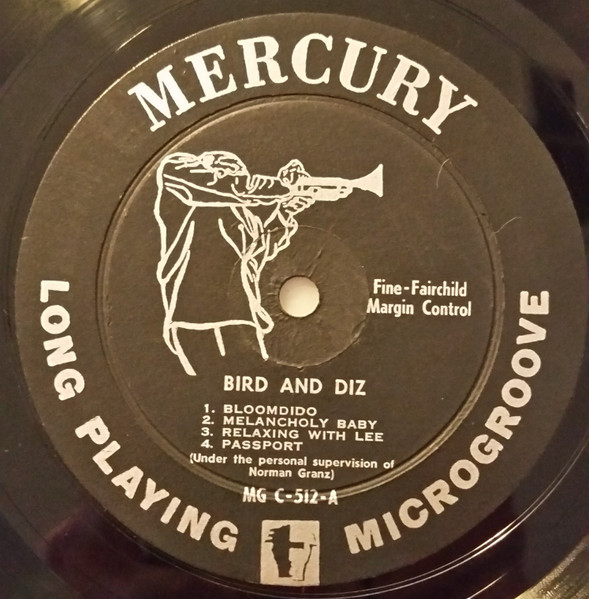 MERCURY
Fine-Fairchild
Margin Control
BIRD AND DIZ
1. BLOOMDIDO
2. MELANCHOLY BABY
3. RELAXING WITH LEE
4. PASSPORT
(Under the personal supervision of
Norman Granz)
MG C-512-A
LONG PLAYING MICROGROOVE